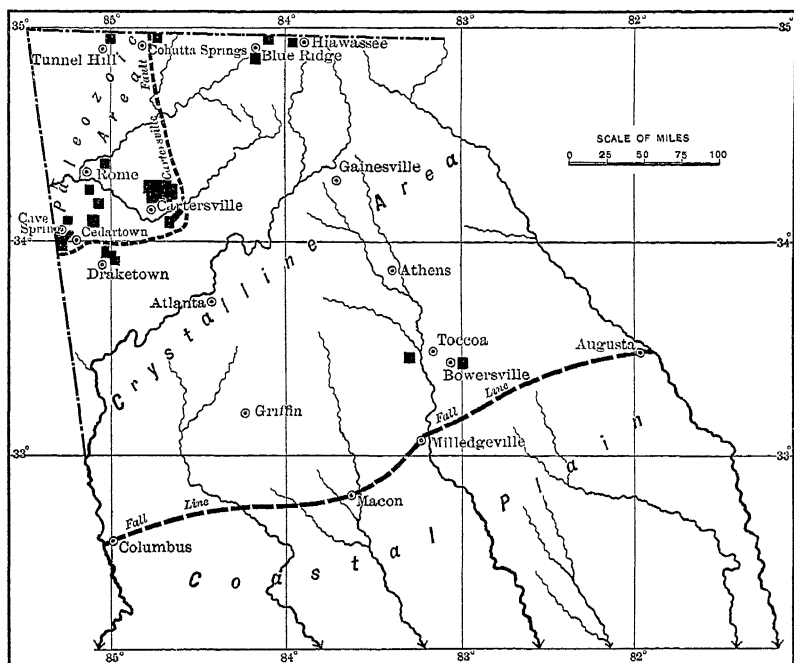 85° 84° 83° 82° 81°
35°
35°
Tunnel Hill
Cohutta Springs
Hiawassee
Blue Ridge
Paleozoic
Area
Cartersville Fault
SCALE OF MILES
0 25 50 75 100
Rome
Gainesville
Cartersville
Cave
Spring
Cedartown
34°
34°
Draketown
Crystalline Area
Athens
Atlanta
Toccoa
Bowersville
Augusta
Griffin
Fall Line
Milledgeville
33°
33°
Macon
Fall Line
Columbus
Coastal Plain
85° 84° 83° 82°